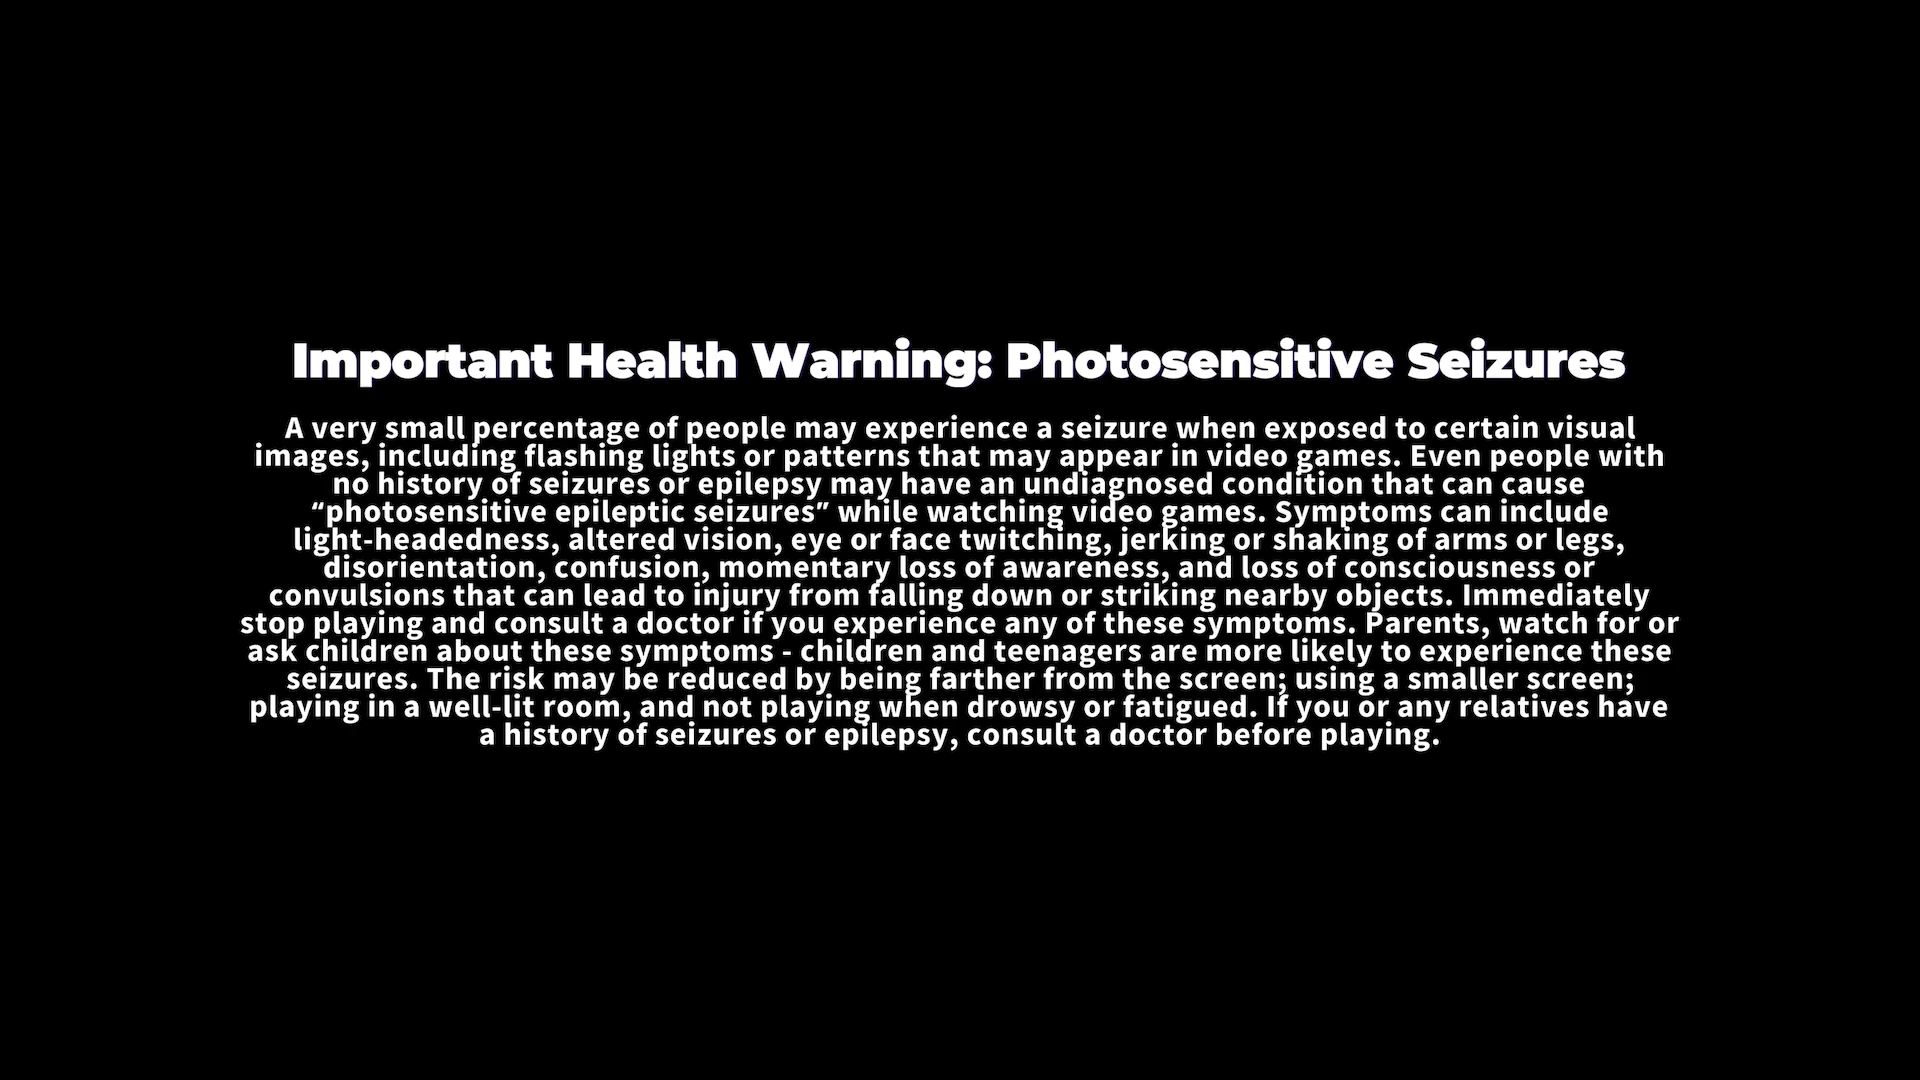 Important Health Warning: Photosensitive Seizures
A very small percentage of people may experience a seizure when exposed to certain visual
images, including flashing lights or patterns that may appear in video games. Even people with
no history of seizures or epilepsy may have an undiagnosed condition that can cause
“photosensitive epileptic seizures” while watching video games. Symptoms can include
light-headedness, altered vision, eye or face twitching, jerking or shaking of arms or legs,
disorientation, confusion, momentary loss of awareness, and loss of consciousness or
convulsions that can lead to injury from falling down or striking nearby objects. Immediately
stop playing and consult a doctor if you experience any of these symptoms. Parents, watch for or
ask children about these symptoms - children and teenagers are more likely to experience these
seizures. The risk may be reduced by being farther from the screen; using a smaller screen;
playing in a well-lit room, and not playing when drowsy or fatigued. If you or any relatives have
a history of seizures or epilepsy, consult a doctor before playing.